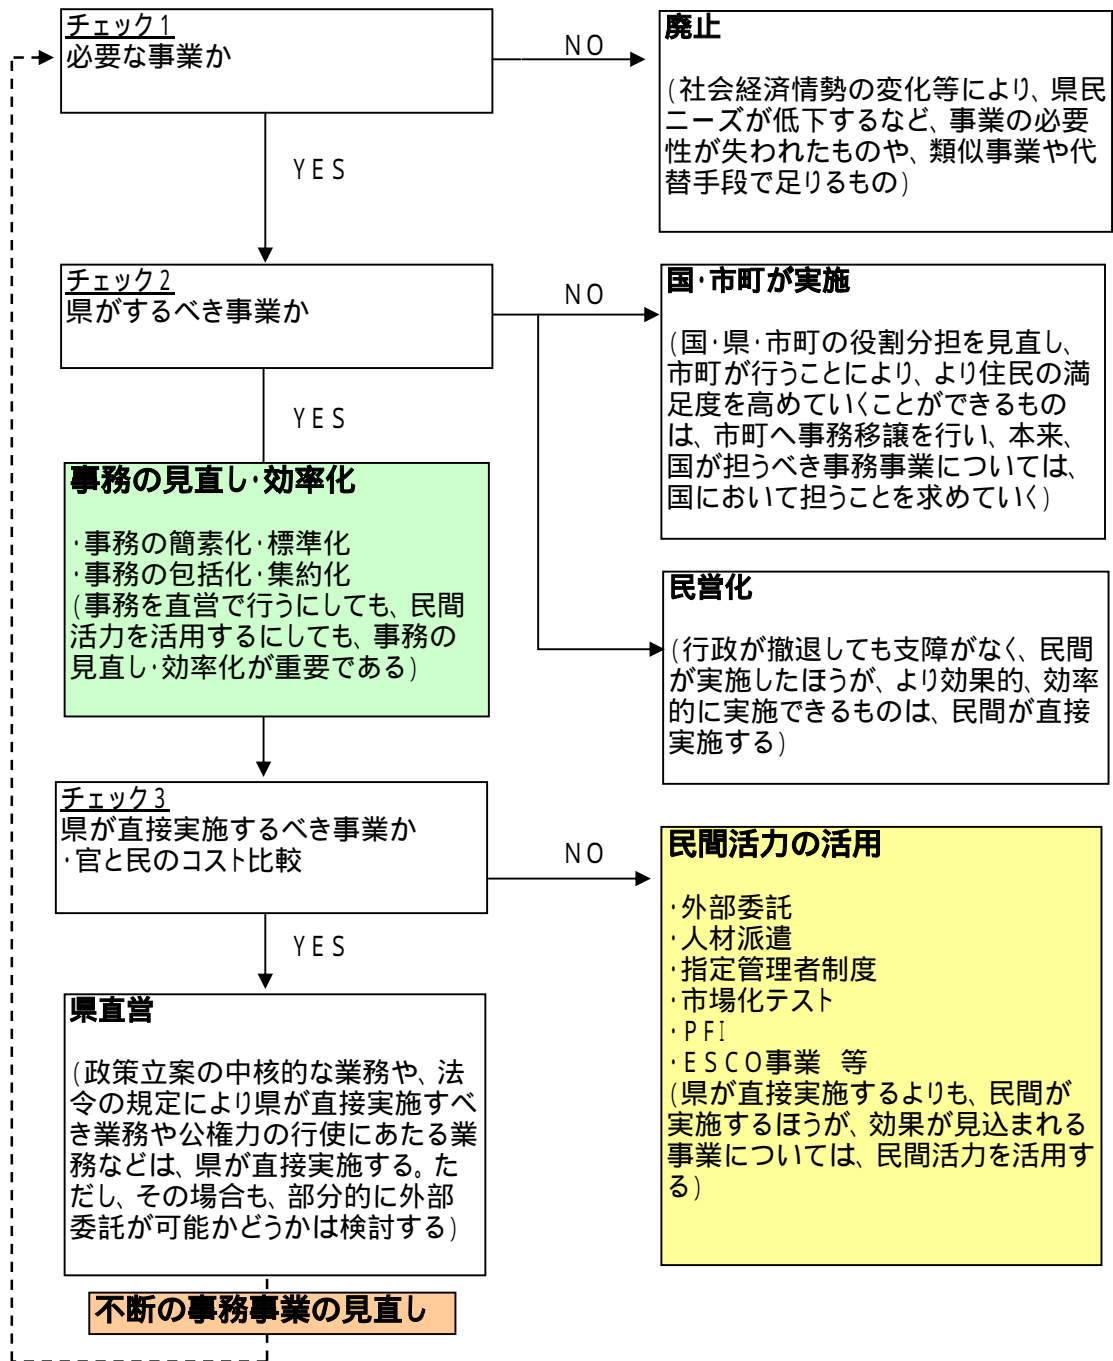 チェック1
必要な事業か
NO
廃止
(社会経済情勢の変化等により、県民
ニーズが低下するなど、事業の必要
性が失われたものや、類似事業や代
替手段で足りるもの)
YES
チェック2
県がするべき事業か
NO
国・市町が実施
(国・県・市町の役割分担を見直し、
市町が行うことにより、より住民の満
足度を高めていくことができるもの
は、市町へ事務移譲を行い、本来、
国が担うべき事務事業については、
国において担うことを求めていく)
YES
事務の見直し・効率化
・事務の簡素化・標準化
・事務の包括化・集約化
(事務を直営で行うにしても、民間
活力を活用するにしても、事務の
見直し・効率化が重要である)
民営化
(行政が撤退しても支障がなく、民間
が実施したほうが、より効果的、効率
的に実施できるものは、民間が直接
実施する)
チェック3
県が直接実施するべき事業か
・官と民のコスト比較
NO
民間活力の活用
・外部委託
・人材派遣
・指定管理者制度
・市場化テスト
・PFI
・ESCO事業 等
(県が直接実施するよりも、民間が
実施するほうが、効果が見込まれる
事業については、民間活力を活用す
る)
YES
県直営
(政策立案の中核的な業務や、法
令の規定により県が直接実施すべ
き業務や公権力の行使にあたる業
務などは、県が直接実施する。た
だし、その場合も、部分的に外部
委託が可能かどうかは検討する)
不断の事務事業の見直し